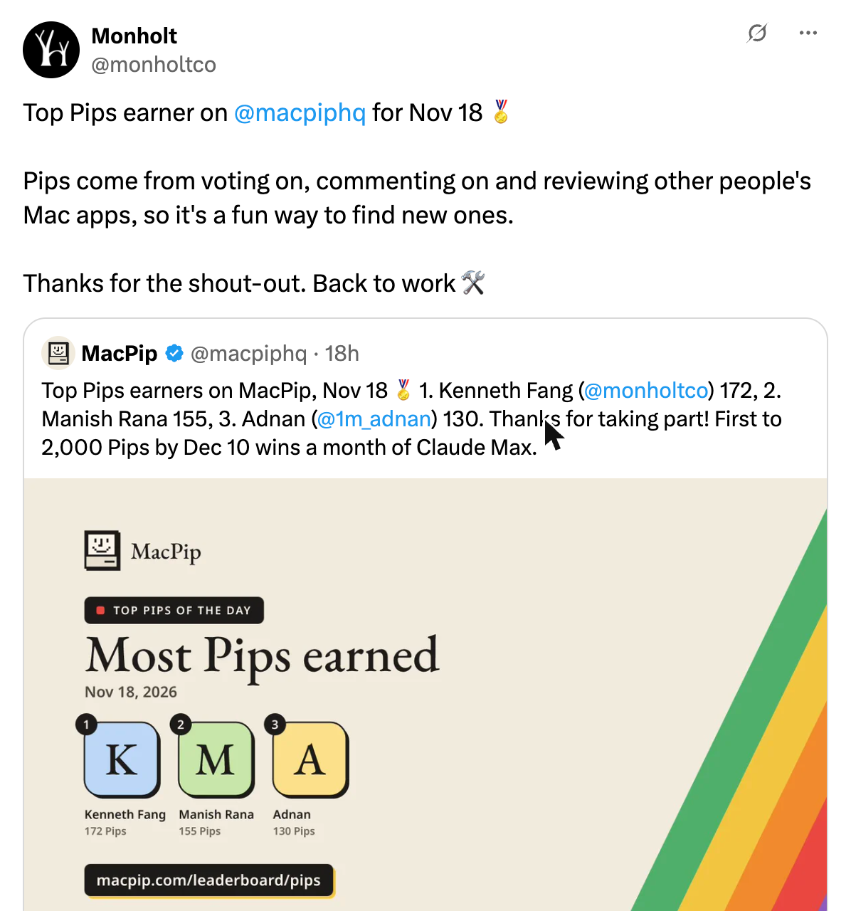 Monholt
@monholtco
Top Pips earner on @macpiphq for Nov 18 🏅
Pips come from voting on, commenting on and reviewing other people's
Mac apps, so it's a fun way to find new ones.
Thanks for the shout-out. Back to work 🛠️
MacPip @macpiphq · 18h
Top Pips earners on MacPip, Nov 18 🏅 1. Kenneth Fang (@monholtco) 172, 2.
Manish Rana 155, 3. Adnan (@1m_adnan) 130. Thanks for taking part! First to
2,000 Pips by Dec 10 wins a month of Claude Max.
MacPip
TOP PIPS OF THE DAY
Most Pips earned
Nov 18, 2026
1 2 3
K M A
Kenneth Fang Manish Rana Adnan
172 Pips 155 Pips 130 Pips
macpip.com/leaderboard/pips